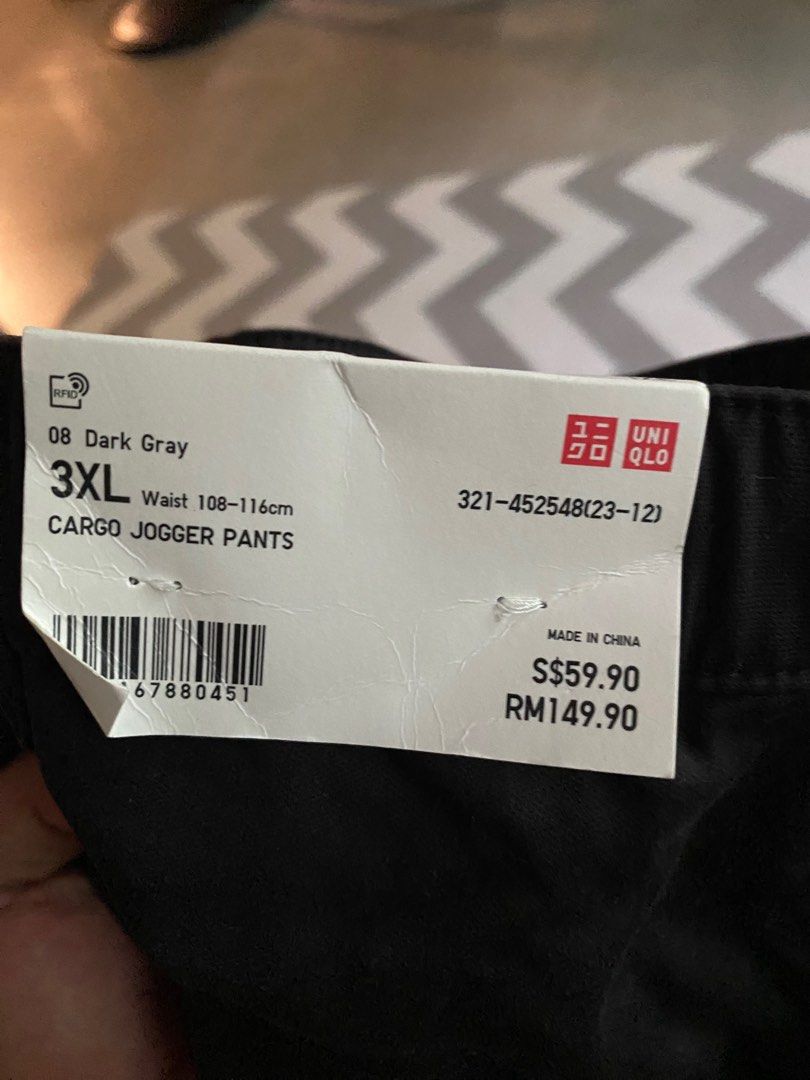 RFID
08 Dark Gray
3XL Waist 108-116cm
CARGO JOGGER PANTS
ユニ
クロ
UNI
QLO
321-452548(23-12)
67880451
MADE IN CHINA
S$59.90
RM149.90